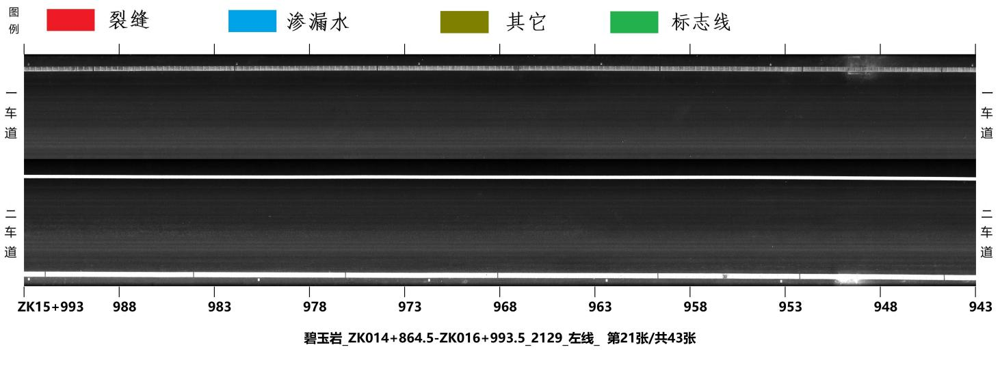 图例
裂缝 渗漏水 其它 标志线
一车道 一车道
二车道 二车道
ZK15+993 988 983 978 973 968 963 958 953 948 943
碧玉岩_ZK014+864.5-ZK016+993.5_2129_左线_ 第21张/共43张